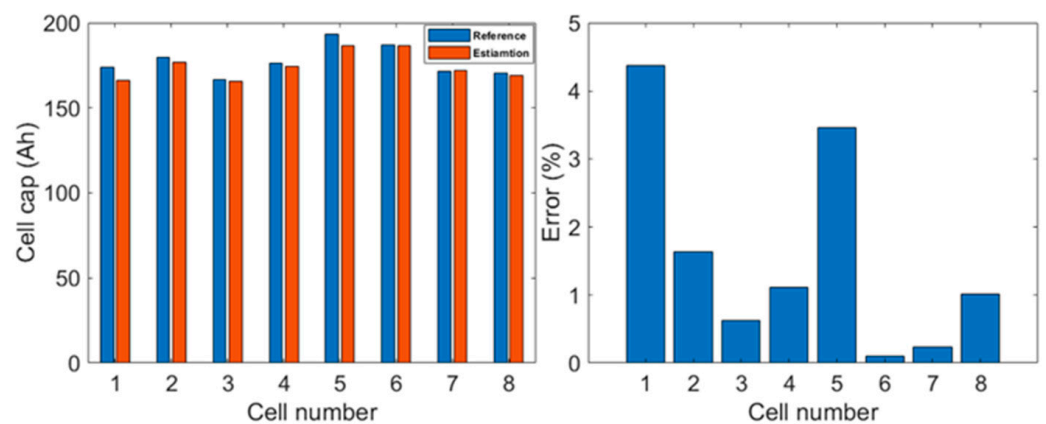 200
150
100
50
0
Cell cap (Ah)
Reference
Estiamtion
1 2 3 4 5 6 7 8
Cell number
5
4
3
2
1
0
Error (%)
1 2 3 4 5 6 7 8
Cell number